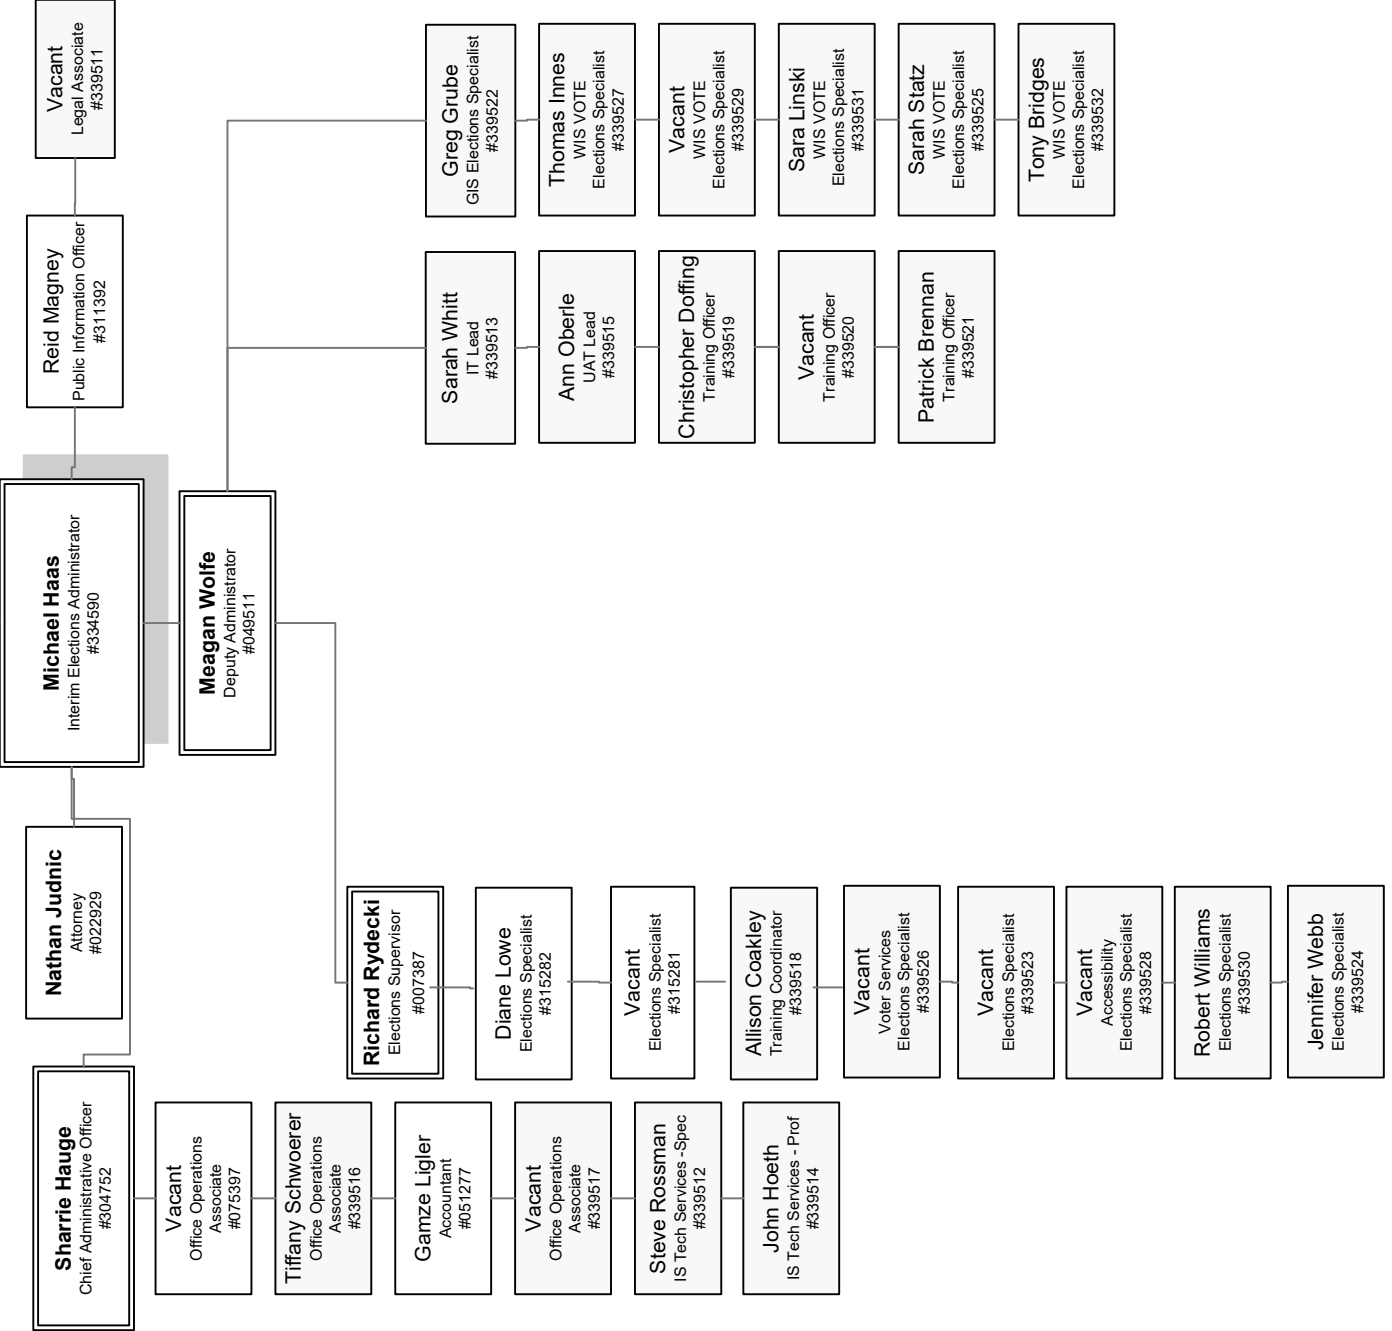 Michael Haas
Interim Elections Administrator
#334590
Sharrie Hauge
Chief Administrative Officer
#304752
Nathan Judnic
Attorney
#022929
Reid Magney
Public Information Officer
#311392
Vacant
Legal Associate
#339511
Meagan Wolfe
Deputy Administrator
#049511
Vacant
Office Operations
Associate
#075397
Tiffany Schwoerer
Office Operations
Associate
#339516
Gamze Ligler
Accountant
#051277
Vacant
Office Operations
Associate
#339517
Steve Rossman
IS Tech Services -Spec
#339512
John Hoeth
IS Tech Services - Prof
#339514
Richard Rydecki
Elections Supervisor
#007387
Diane Lowe
Elections Specialist
#315282
Vacant
Elections Specialist
#315281
Allison Coakley
Training Coordinator
#339518
Vacant
Voter Services
Elections Specialist
#339526
Vacant
Elections Specialist
#339523
Vacant
Accessibility
Elections Specialist
#339528
Robert Williams
Elections Specialist
#339530
Jennifer Webb
Elections Specialist
#339524
Sarah Whitt
IT Lead
#339513
Ann Oberle
UAT Lead
#339515
Christopher Doffing
Training Officer
#339519
Vacant
Training Officer
#339520
Patrick Brennan
Training Officer
#339521
Greg Grube
GIS Elections Specialist
#339522
Thomas Innes
WIS VOTE
Elections Specialist
#339527
Vacant
WIS VOTE
Elections Specialist
#339529
Sara Linski
WIS VOTE
Elections Specialist
#339531
Sarah Statz
WIS VOTE
Elections Specialist
#339525
Tony Bridges
WIS VOTE
Elections Specialist
#339532